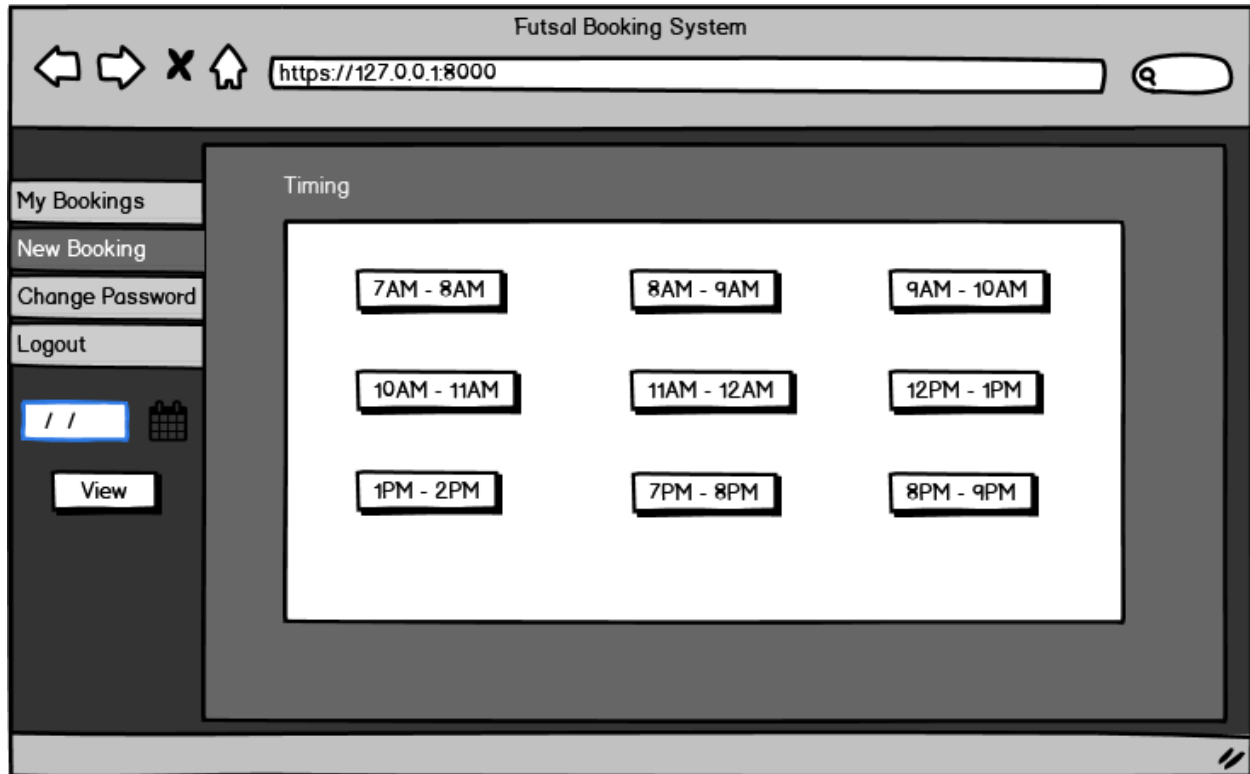 Futsal Booking System
https://127.0.0.1:8000
My Bookings
New Booking
Change Password
Logout
/ /
View
Timing
7AM - 8AM
8AM - 9AM
9AM - 10AM
10AM - 11AM
11AM - 12AM
12PM - 1PM
1PM - 2PM
7PM - 8PM
8PM - 9PM